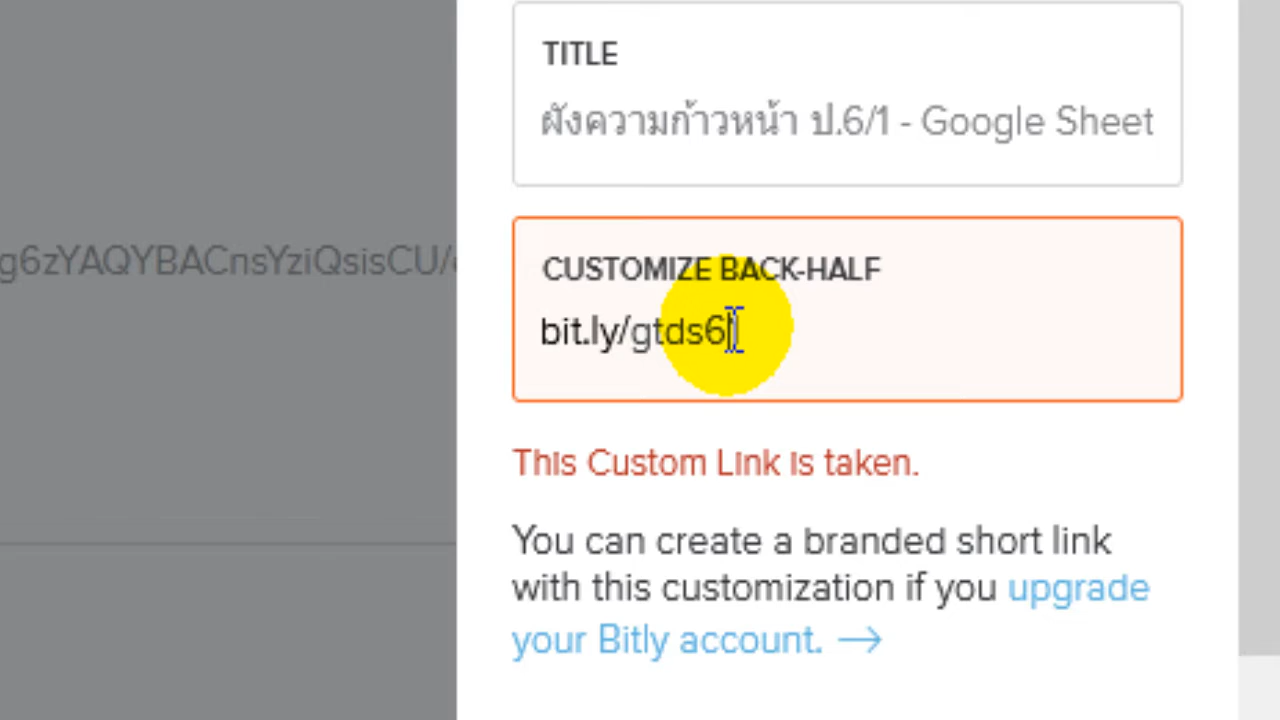 TITLE
ผังความก้าวหน้า ป.6/1 - Google Sheet
g6zYAQYBACnsYziQsisCU/
CUSTOMIZE BACK-HALF
bit.ly/gtds6
This Custom Link is taken.
You can create a branded short link
with this customization if you upgrade
your Bitly account. →